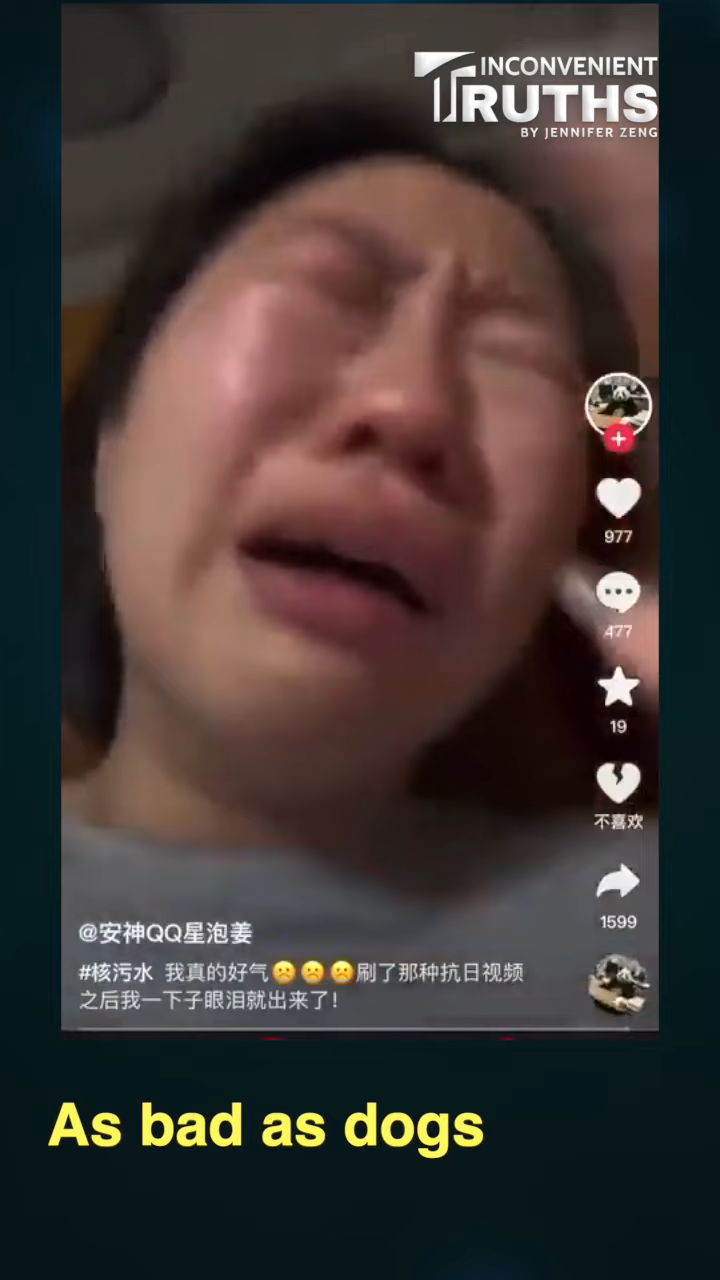 INCONVENIENT
TRUTHS
BY JENNIFER ZENG
977
477
19
不喜欢
1599
@安神QQ星泡姜
#核污水 我真的好气☹️☹️☹️刷了那种抗日视频
之后我一下子眼泪就出来了!
As bad as dogs